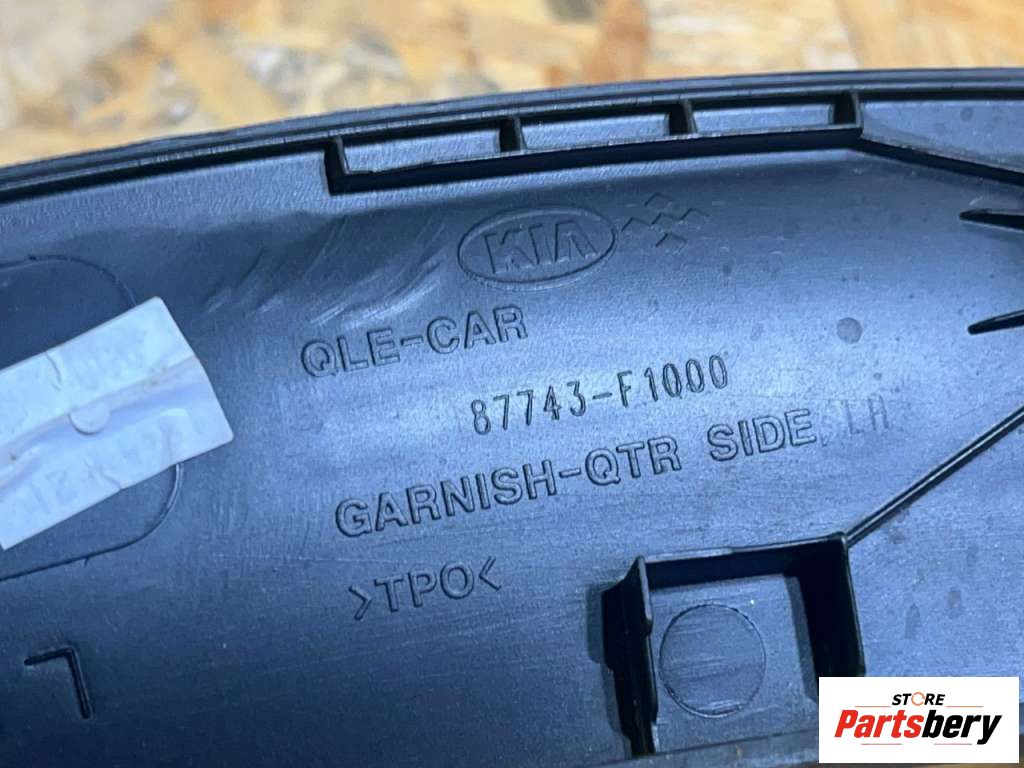 KIA
QLE-CAR
87743-F1000
GARNISH-QTR SIDE, LH
>TPO<
L
STORE
Partsbery